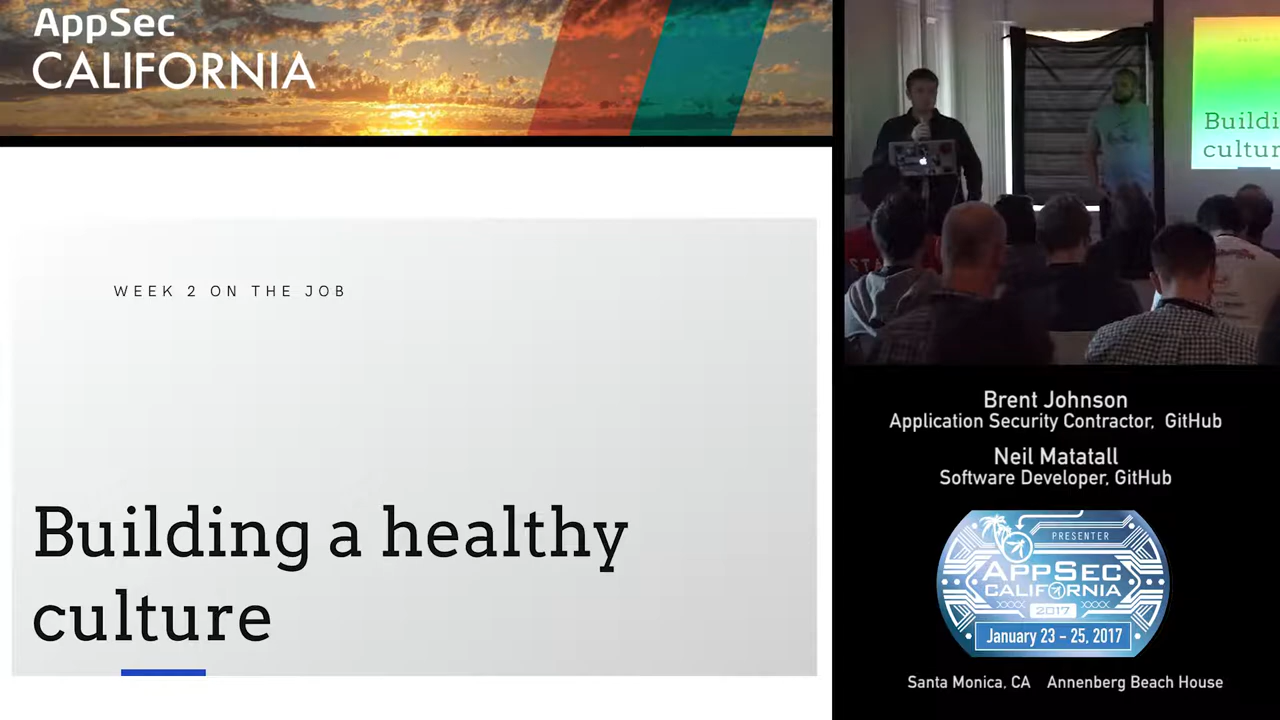 AppSec
CALIFORNIA
WEEK 2 ON THE JOB
Building a healthy
culture
Buildi
cultur
Brent Johnson
Application Security Contractor, GitHub
Neil Matatall
Software Developer, GitHub
PRESENTER
APPSEC
CALIFORNIA
2017
January 23 - 25, 2017
Santa Monica, CA Annenberg Beach House